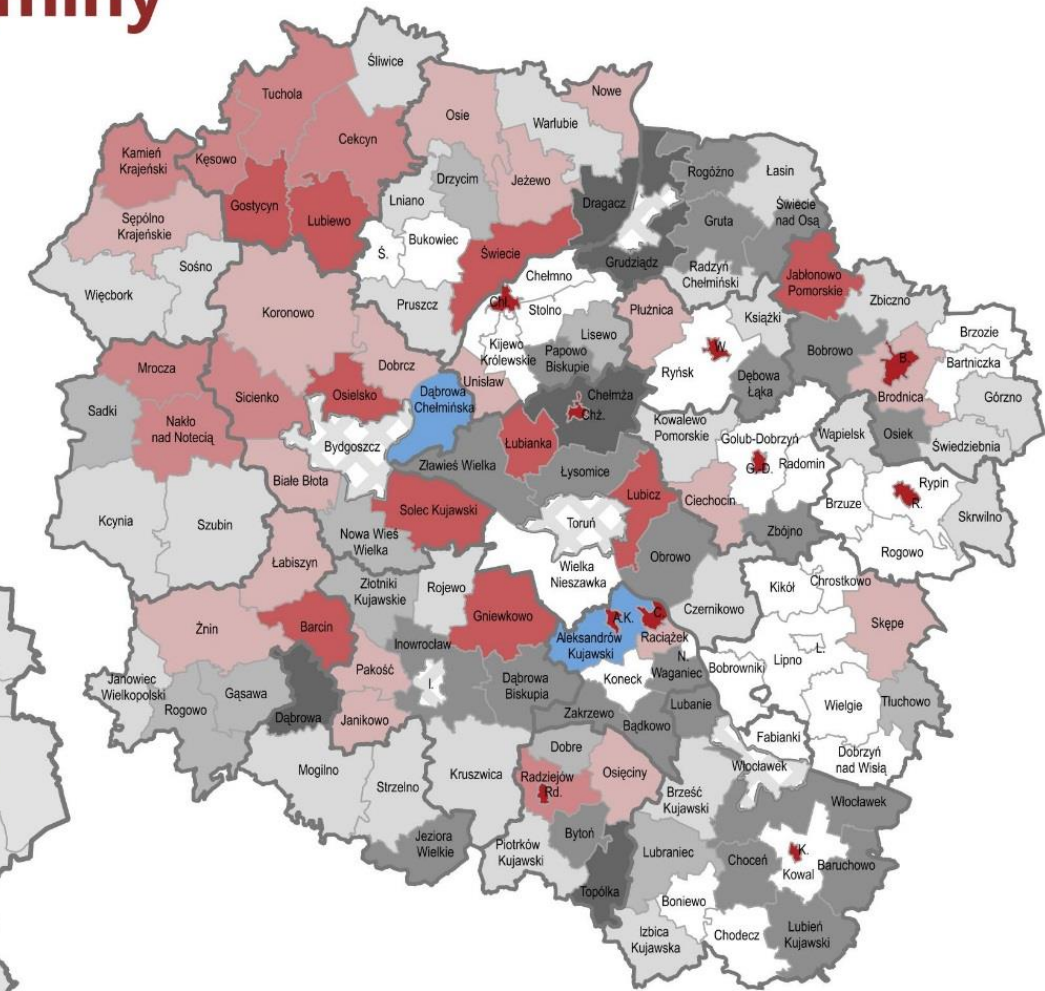 miny
Śliwice
Tuchola
Osie
Nowe
Warlubie
Cekcyn
Kamień
Krajeński
Kęsowo
Drzycim
Jeżewo
Rogóźno
Łasin
Gostycyn
Lubiewo
Lniano
Dragacz
Świecie
nad Osą
Sępólno
Krajeńskie
Gruta
Ś.
Bukowiec
Świecie
Grudziądz
Sośno
Chełmno
Radzyń
Chełmiński
Jabłonowo
Pomorskie
Więcbork
Pruszcz
Chł.
Stolno
Płużnica
Książki
Zbiczno
Koronowo
Lisewo
Brzozie
Kijewo
Królewskie
Papowo
Biskupie
W.
Bobrowo
B.
Bartniczka
Mrocza
Dobrcz
Ryńsk
Dębowa
Łąka
Unisław
Sicienko
Osielsko
Dąbrowa
Chełmińska
Chełmża
Chż.
Brodnica
Górzno
Sadki
Nakło
nad Notecią
Kowalewo
Pomorskie
Golub-Dobrzyń
Wąpielsk
Osiek
Świedziebnia
Bydgoszcz
Łubianka
Zławieś Wielka
Łysomice
G.-D.
Radomin
Białe Błota
Lubicz
Ciechocin
Rypin
R.
Solec Kujawski
Brzuze
Skrwilno
Kcynia
Szubin
Toruń
Nowa Wieś
Wielka
Zbójno
Rogowo
Obrowo
Łabiszyn
Wielka
Nieszawka
Złotniki
Kujawskie
Rojewo
Kikół
Chrostkowo
Żnin
Barcin
Gniewkowo
A.K.
C.
Czernikowo
Skępe
Inowrocław
Aleksandrów
Kujawski
Raciążek
L.
Pakość
N.
Waganiec
Bobrowniki
Lipno
Janowiec
Wielkopolski
Rogowo
Gąsawa
I.
Dąbrowa
Biskupia
Koneck
Wielgie
Tłuchowo
Dąbrowa
Janikowo
Zakrzewo
Bądkowo
Lubanie
Fabianki
Dobre
Dobrzyń
nad Wisłą
Mogilno
Kruszwica
Radziejów
Rd.
Osięciny
Włocławek
Strzelno
Brześć
Kujawski
Włocławek
Jeziora
Wielkie
Piotrków
Kujawski
Bytoń
Lubraniec
Choceń
K.
Kowal
Baruchowo
Topólka
Boniewo
Izbica
Kujawska
Chodecz
Lubień
Kujawski